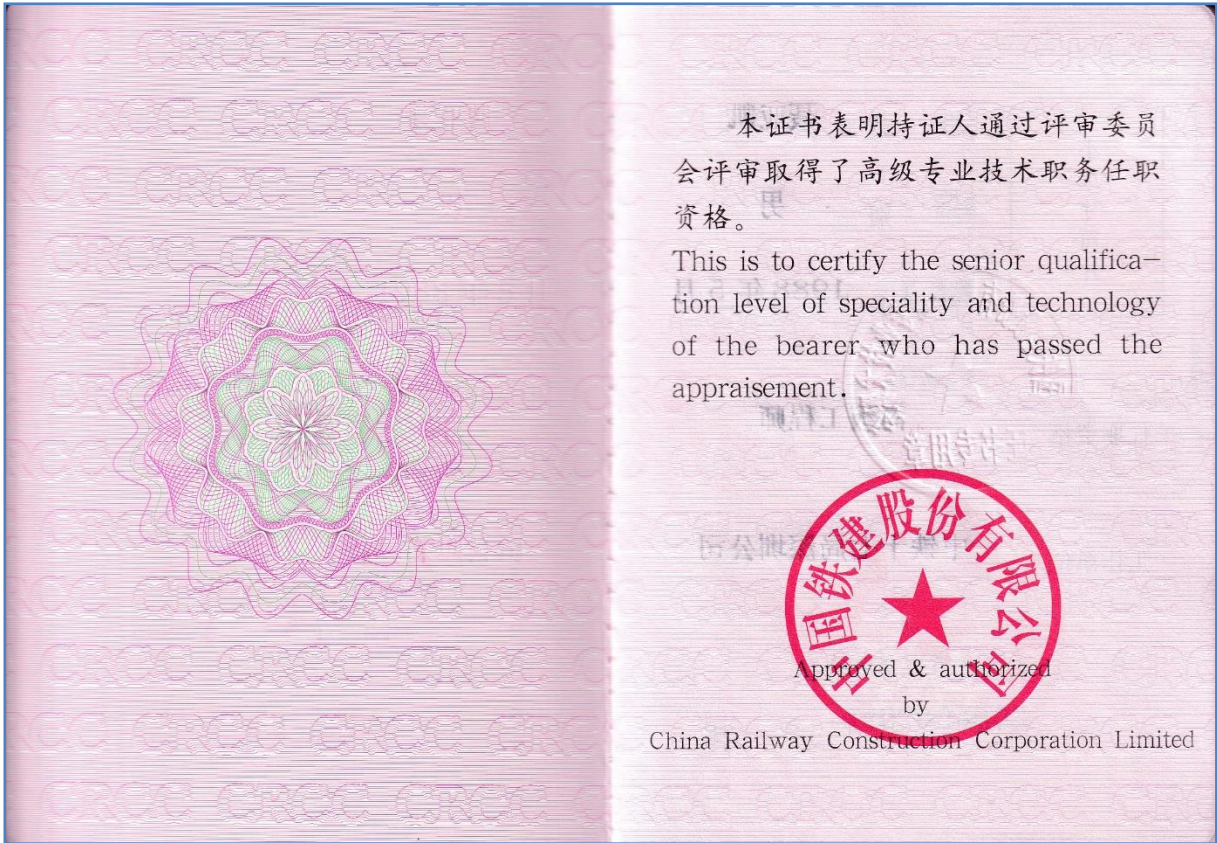 本证书表明持证人通过评审委员
会评审取得了高级专业技术职务任职
资格。
This is to certify the senior qualifica-
tion level of speciality and technology
of the bearer who has passed the
appraisement.
中国铁建股份有限公司
Approved & authorized
by
China Railway Construction Corporation Limited
CRCC